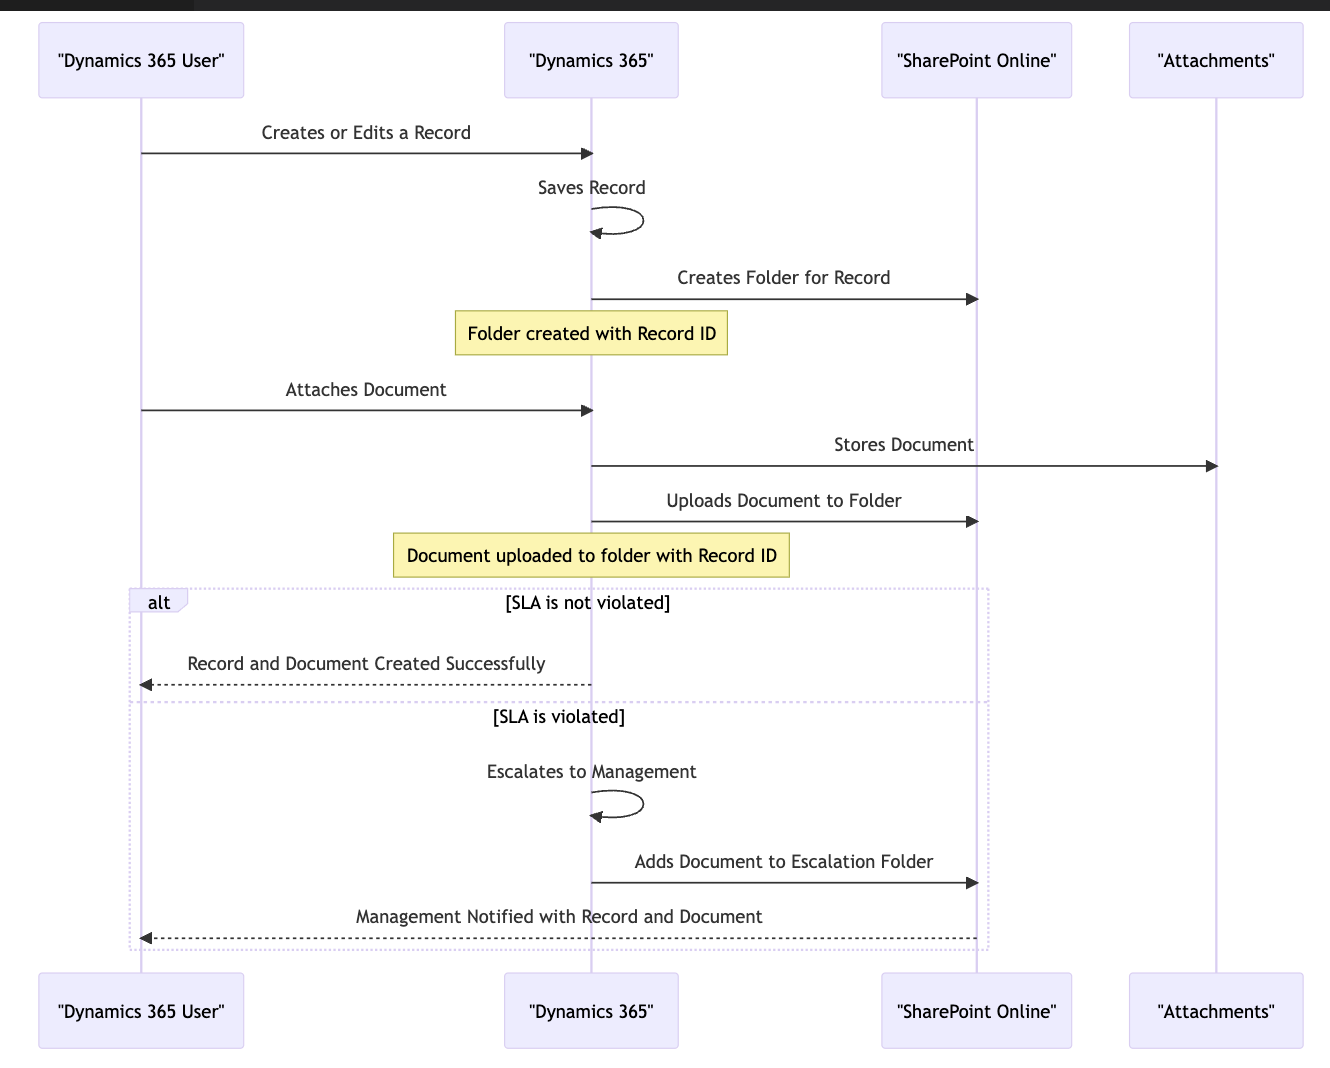 "Dynamics 365 User"
"Dynamics 365"
"SharePoint Online"
"Attachments"
Creates or Edits a Record
Saves Record
Creates Folder for Record
Folder created with Record ID
Attaches Document
Stores Document
Uploads Document to Folder
Document uploaded to folder with Record ID
alt
[SLA is not violated]
Record and Document Created Successfully
[SLA is violated]
Escalates to Management
Adds Document to Escalation Folder
Management Notified with Record and Document
"Dynamics 365 User"
"Dynamics 365"
"SharePoint Online"
"Attachments"